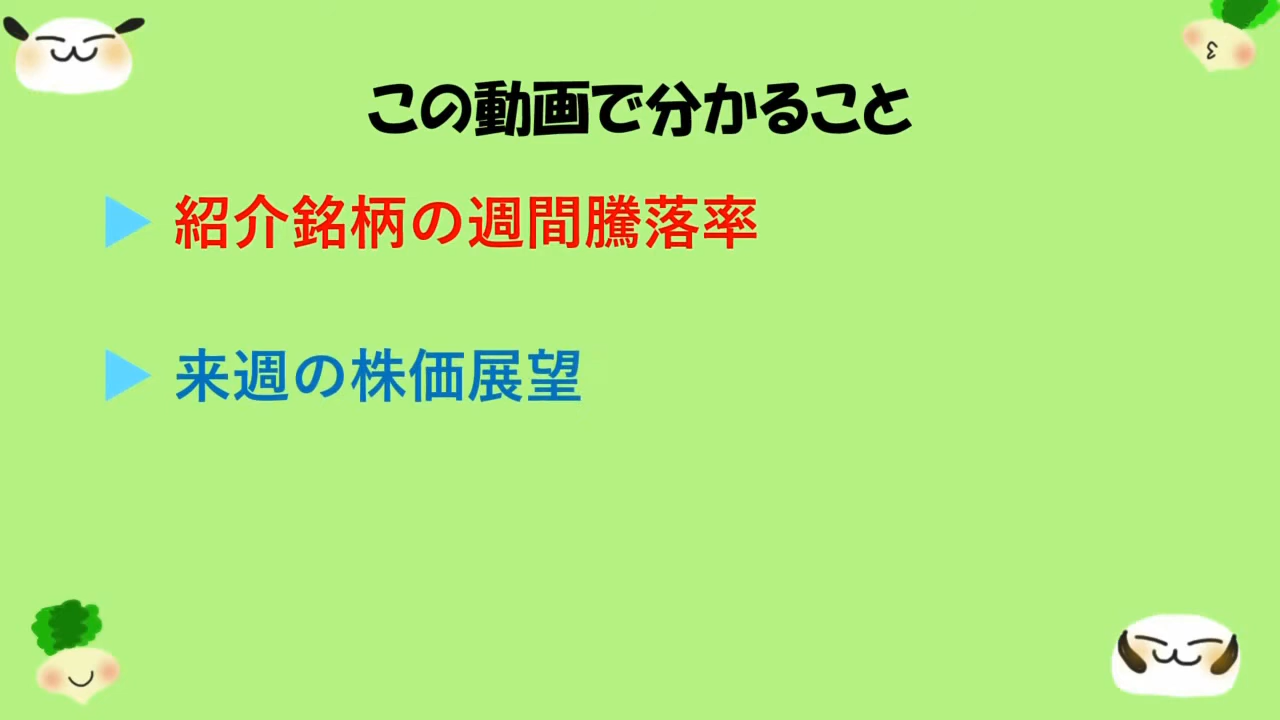 この動画で分かること
▶ 紹介銘柄の週間騰落率
▶ 来週の株価展望